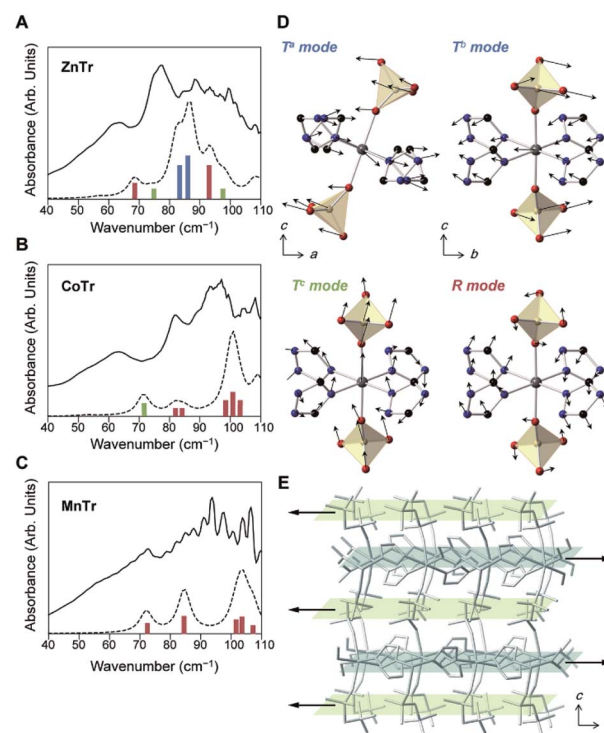 A
ZnTr
Absorbance (Arb. Units)
40 50 60 70 80 90 100 110
Wavenumber (cm⁻¹)
B
CoTr
Absorbance (Arb. Units)
40 50 60 70 80 90 100 110
Wavenumber (cm⁻¹)
C
MnTr
Absorbance (Arb. Units)
40 50 60 70 80 90 100 110
Wavenumber (cm⁻¹)
D
Tᵃ mode
Tᵇ mode
c
a
c
b
Tᶜ mode
R mode
E
c